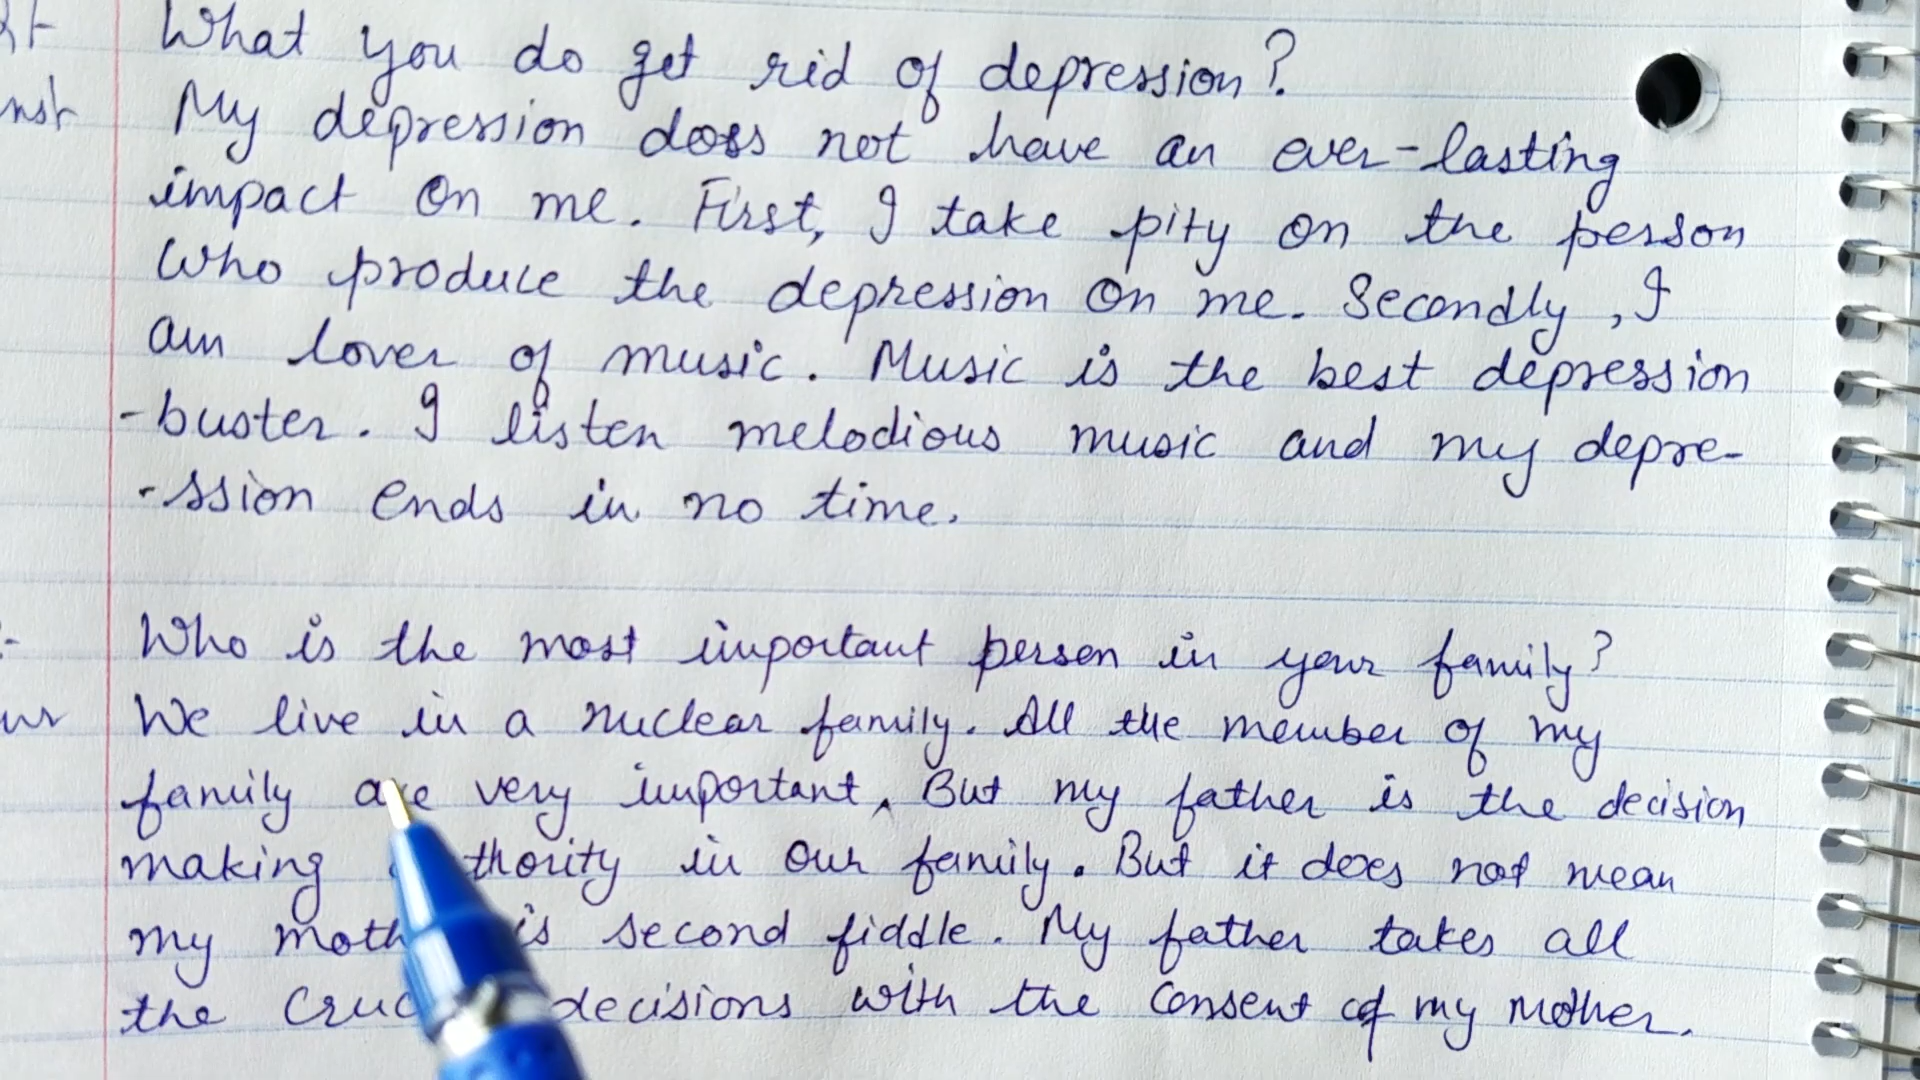 What you do get rid of depression?
My depression does not have an ever-lasting
impact on me. First, I take pity on the person
who produce the depression on me. Secondly, I
am lover of music. Music is the best depression
-buster. I listen melodious music and my depre-
-ssion ends in no time.
Who is the most important person in your family?
We live in a nuclear family. All the member of my
family are very important, But my father is the decision
making in our family. But it does not mean
my is second fiddle. My father takes all
the decisions with the consent of my mother.